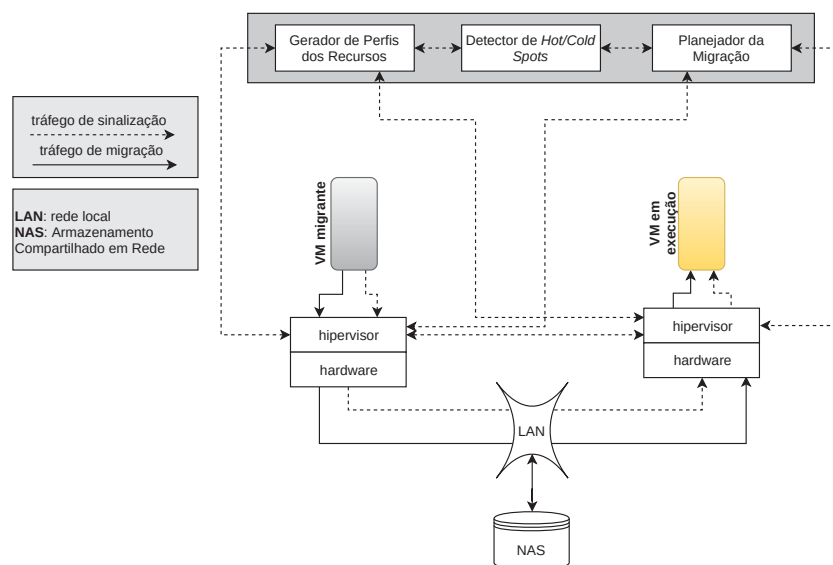 Gerador de Perfis
dos Recursos
Detector de Hot/Cold
Spots
Planejador da
Migração
tráfego de sinalização
tráfego de migração
LAN: rede local
NAS: Armazenamento
Compartilhado em Rede
VM migrante
VM em
execução
hipervisor
hardware
hipervisor
hardware
LAN
NAS